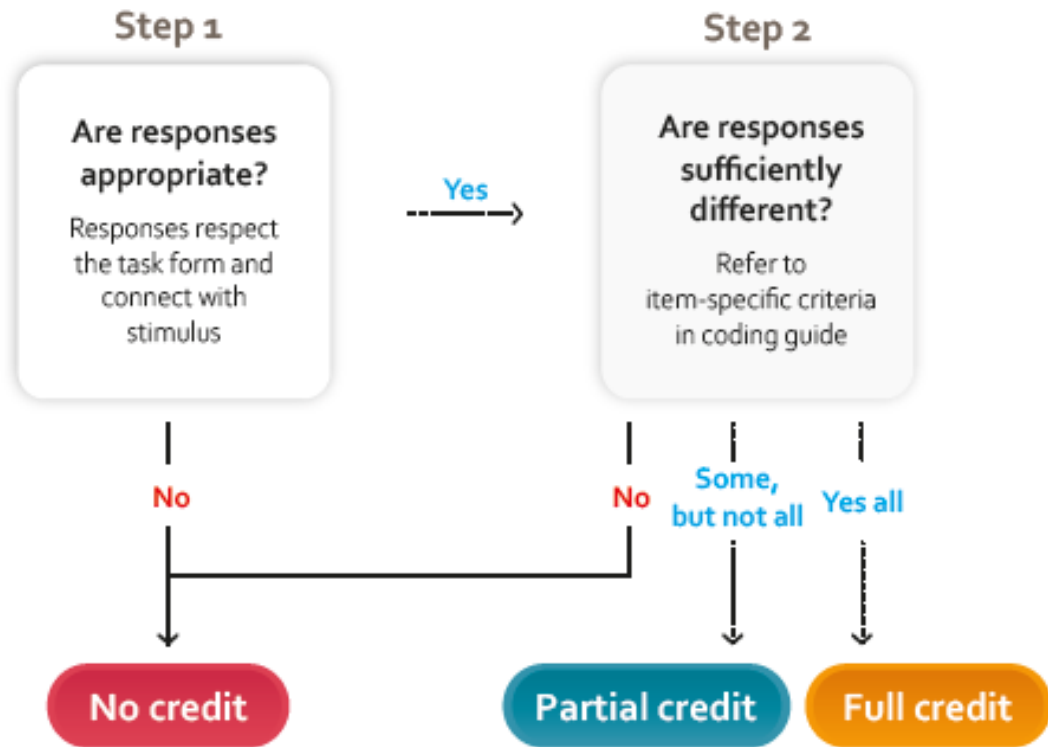 Step 1
Are responses
appropriate?
Responses respect
the task form and
connect with
stimulus
Yes
Step 2
Are responses
sufficiently
different?
Refer to
item-specific criteria
in coding guide
No
No
Some,
but not all
Yes all
No credit
Partial credit
Full credit